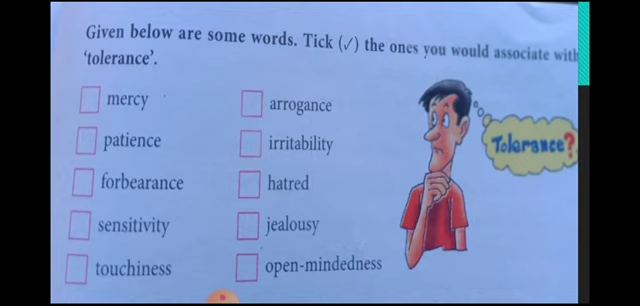 Given below are some words. Tick (✓) the ones you would associate with
‘tolerance’.
mercy
arrogance
patience
irritability
forbearance
hatred
sensitivity
jealousy
touchiness
open-mindedness
Tolerance?